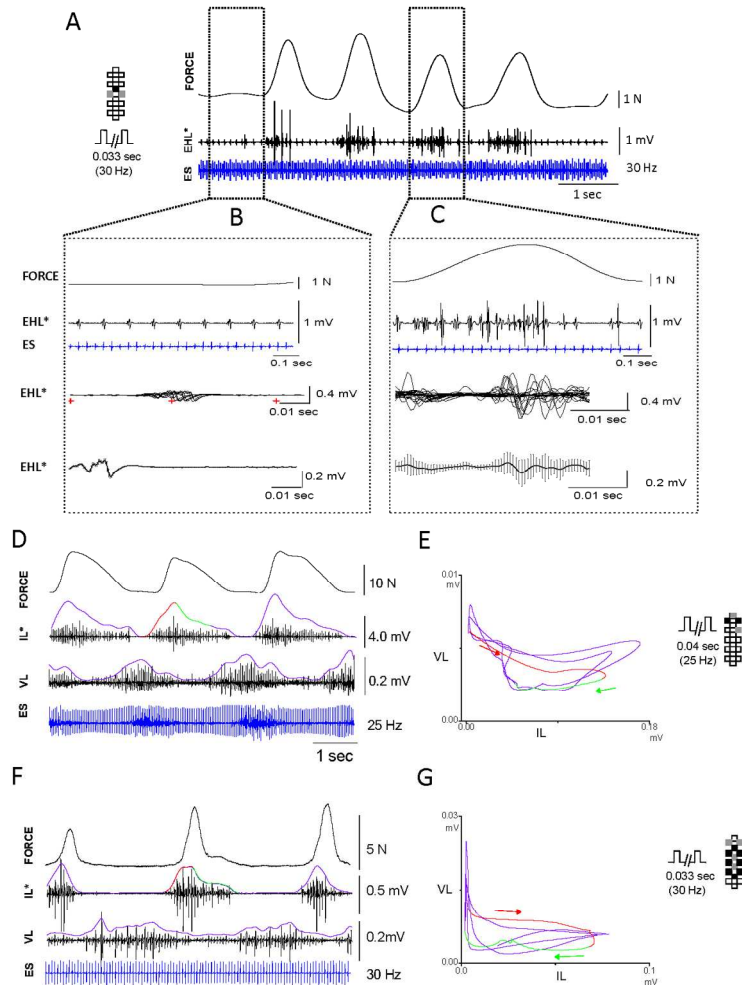 A
FORCE
1 N
EHL*
1 mV
ES
30 Hz
0.033 sec
(30 Hz)
1 sec
B
C
FORCE
1 N
EHL*
1 mV
ES
0.1 sec
EHL*
0.4 mV
0.01 sec
EHL*
0.2 mV
0.01 sec
1 N
1 mV
0.1 sec
0.4 mV
0.01 sec
0.2 mV
0.01 sec
D
FORCE
10 N
IL*
4.0 mV
VL
0.2 mV
ES
25 Hz
1 sec
E
0.01
mV
VL
0.00
0.00
IL
0.18
mV
0.04 sec
(25 Hz)
F
FORCE
5 N
IL*
0.5 mV
VL
0.2mV
ES
30 Hz
G
0.03
mV
VL
0.0
0.0
IL
0.1
mV
0.033 sec
(30 Hz)